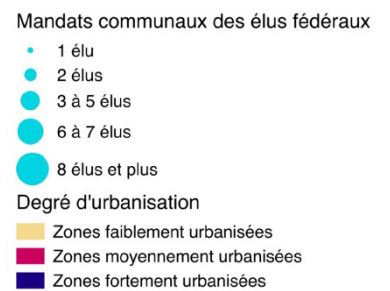 Mandats communaux des élus fédéraux
1 élu
2 élus
3 à 5 élus
6 à 7 élus
8 élus et plus
Degré d'urbanisation
Zones faiblement urbanisées
Zones moyennement urbanisées
Zones fortement urbanisées